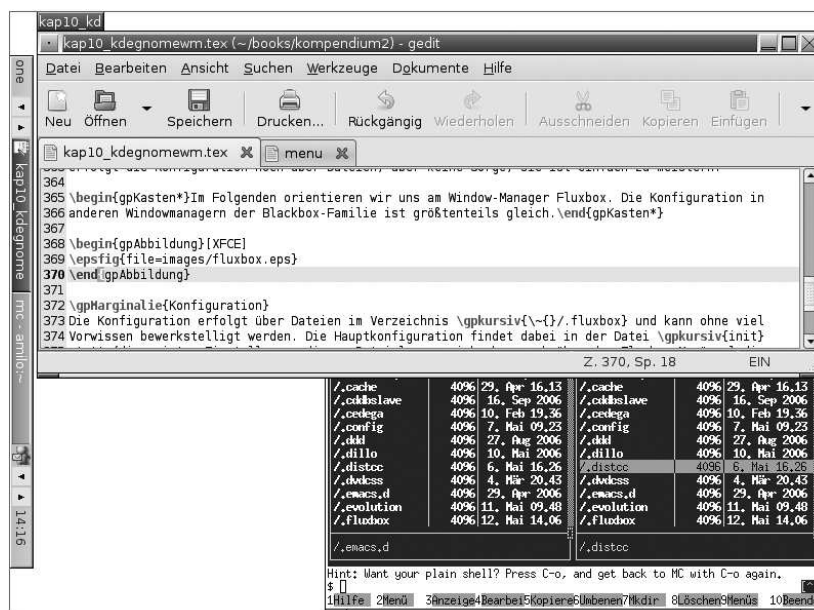 kap10_kd
kap10_kdegnomewm.tex (~/books/kompendium2) - gedit
Datei Bearbeiten Ansicht Suchen Werkzeuge Dokumente Hilfe
Neu Öffnen Speichern Drucken... Rückgängig Wiederholen Ausschneiden Kopieren Einfügen
kap10_kdegnomewm.tex menu
364
365 \begin{gpKasten*}Im Folgenden orientieren wir uns am Window-Manager Fluxbox. Die Konfiguration in
366 anderen Windowmanagern der Blackbox-Familie ist größtenteils gleich.\end{gpKasten*}
367
368 \begin{gpAbbildung}[XFCE]
369 \epsfig{file=images/fluxbox.eps}
370 \end{gpAbbildung}
371
372 \gpMarginalie{Konfiguration}
373 Die Konfiguration erfolgt über Dateien im Verzeichnis \gpkursiv{\~{}/.fluxbox} und kann ohne viel
374 Vorwissen bewerkstelligt werden. Die Hauptkonfiguration findet dabei in der Datei \gpkursiv{init}
Z. 370, Sp. 18 EIN
one
kap10_kdegnome
mc - amilo:~
14:16
/.cache 4096 29. Apr 16.13 /.cache 4096 29. Apr 16.13
/.cddbslave 4096 16. Sep 2006 /.cddbslave 4096 16. Sep 2006
/.cedega 4096 10. Feb 19.36 /.cedega 4096 10. Feb 19.36
/.config 4096 7. Mai 09.23 /.config 4096 7. Mai 09.23
/.ddd 4096 27. Aug 2006 /.ddd 4096 27. Aug 2006
/.dillo 4096 10. Mai 2006 /.dillo 4096 10. Mai 2006
/.distcc 4096 6. Mai 16.26 /.distcc 4096 6. Mai 16.26
/.dvdcss 4096 4. Mär 20.43 /.dvdcss 4096 4. Mär 20.43
/.emacs.d 4096 29. Apr 2006 /.emacs.d 4096 29. Apr 2006
/.evolution 4096 11. Mai 09.48 /.evolution 4096 11. Mai 09.48
/.fluxbox 4096 12. Mai 14.06 /.fluxbox 4096 12. Mai 14.06
/.emacs.d /.distcc
Hint: Want your plain shell? Press C-o, and get back to MC with C-o again.
$
1Hilfe 2Menü 3Anzeige4Bearbei5Kopiere6Umbenen7Mkdir 8Löschen9Menüs 10Beend